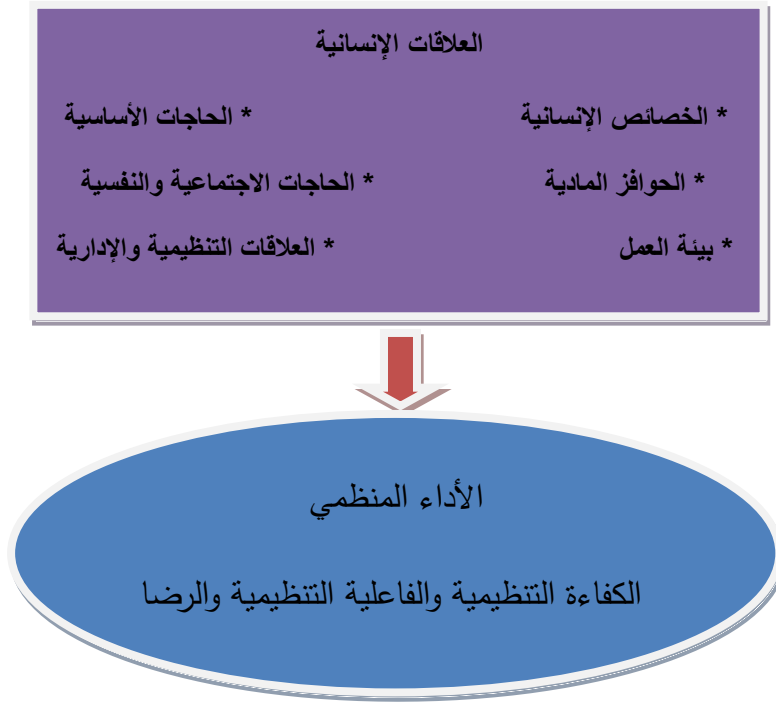 العلاقات الإنسانية
* الخصائص الإنسانية * الحاجات الأساسية
* الحوافز المادية * الحاجات الاجتماعية والنفسية
* بيئة العمل * العلاقات التنظيمية والإدارية
الأداء المنظمي
الكفاءة التنظيمية والفاعلية التنظيمية والرضا